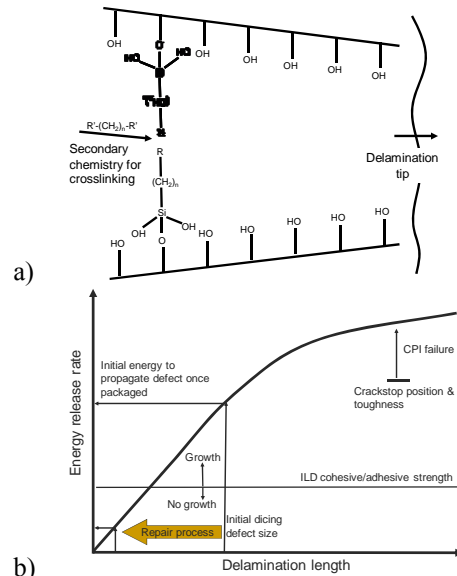 OH
OH
OH
OH
OH
OH
HO
HO
R'-(CH₂)ₙ-R'
Secondary
chemistry for
crosslinking
R
(CH₂)ₙ
Si
OH
OH
O
HO
HO
HO
HO
HO
HO
Delamination
tip
a)
Energy release rate
Initial energy to
propagate defect once
packaged
CPI failure
Crackstop position &
toughness
Growth
ILD cohesive/adhesive strength
No growth
Repair process
Initial dicing
defect size
Delamination length
b)